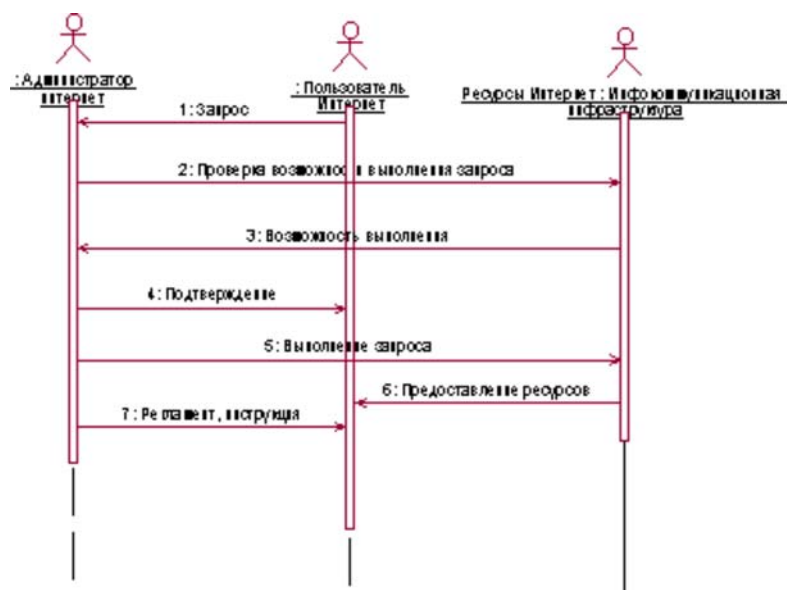 : Администратор
интернет
: Пользователь
Интернет
Ресурсы Интернет : Инфокоммуникационная
инфраструктура
1: Запрос
2: Проверка возможности выполнения запроса
3: Возможность выполнения
4: Подтверждение
5: Выполнение запроса
6: Предоставление ресурсов
7: Регламент, инструкция